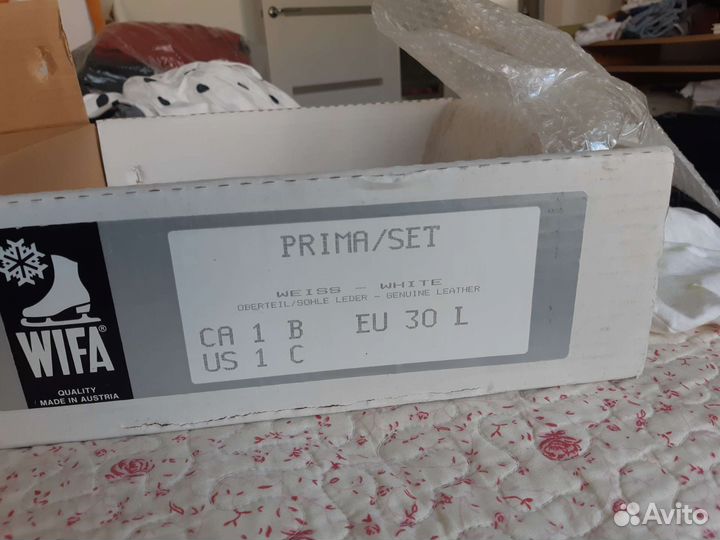 PRIMA/SET
WEISS - WHITE
OBERTEIL/SOHLE LEDER - GENUINE LEATHER
CA 1 B EU 30 L
US 1 C
WIFA®
QUALITY
MADE IN AUSTRIA
Avito